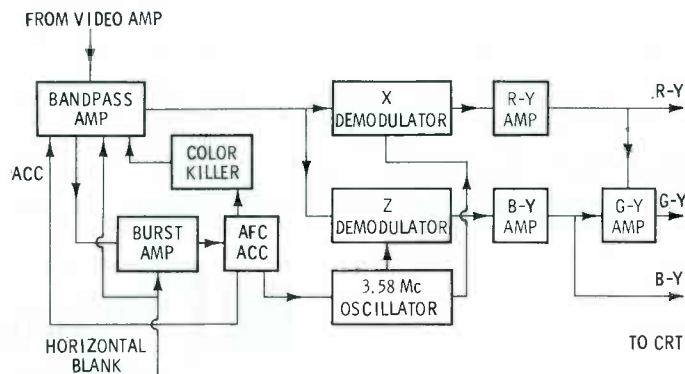 FROM VIDEO AMP
BANDPASS
AMP
X
DEMODULATOR
R-Y
AMP
R-Y
ACC
COLOR
KILLER
Z
DEMODULATOR
B-Y
AMP
G-Y
AMP
G-Y
BURST
AMP
AFC
ACC
3.58 Mc
OSCILLATOR
B-Y
HORIZONTAL
BLANK
TO CRT